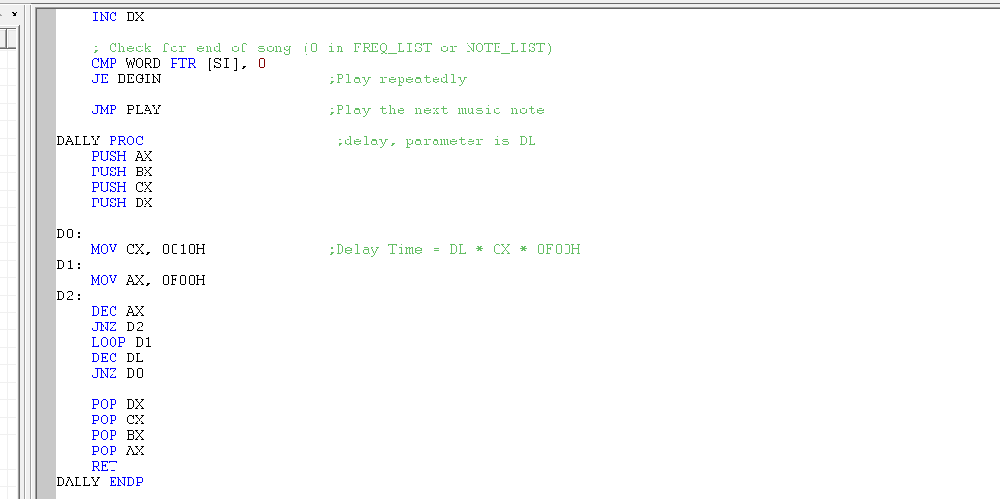 INC BX
; Check for end of song (0 in FREQ_LIST or NOTE_LIST)
CMP WORD PTR [SI], 0
JE BEGIN ;Play repeatedly
JMP PLAY ;Play the next music note
DALLY PROC ;delay, parameter is DL
PUSH AX
PUSH BX
PUSH CX
PUSH DX
D0:
MOV CX, 0010H ;Delay Time = DL * CX * 0F00H
D1:
MOV AX, 0F00H
D2:
DEC AX
JNZ D2
LOOP D1
DEC DL
JNZ D0
POP DX
POP CX
POP BX
POP AX
RET
DALLY ENDP